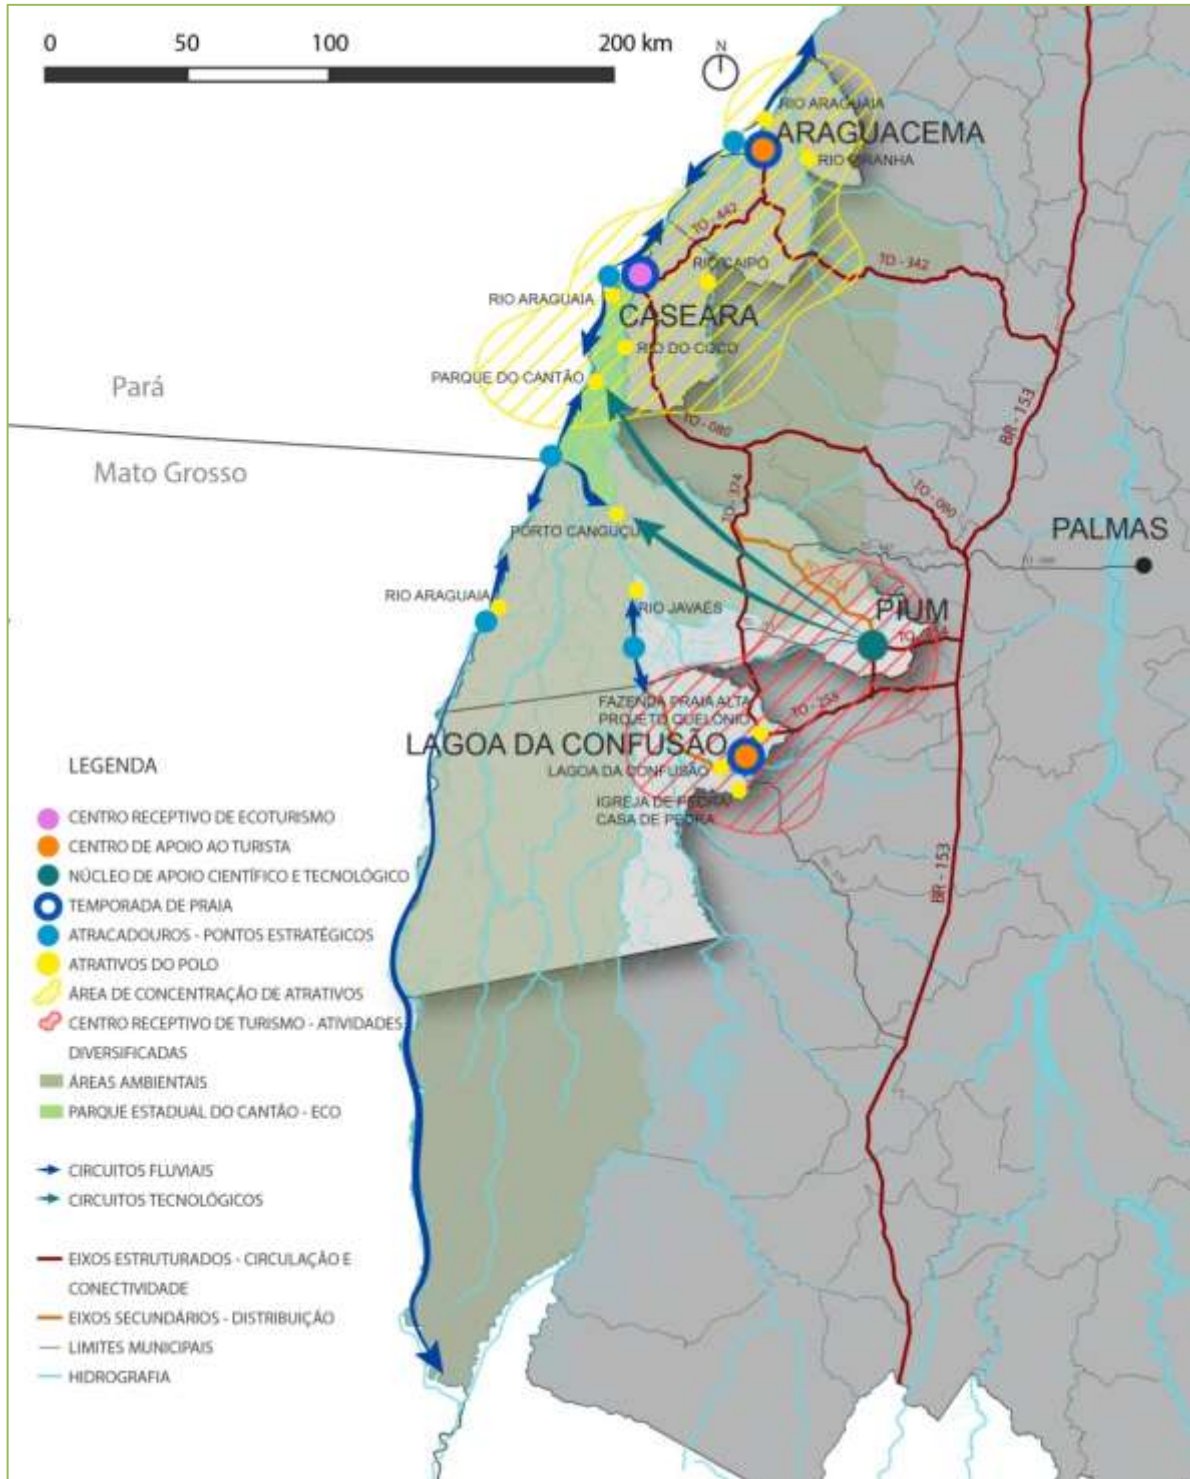 0 50 100 200 km
N
RIO ARAGUAIA
ARAGUACEMA
RIO PIRANHA
TO - 442
TO - 342
RIO CAIPÓ
RIO ARAGUAIA
CASEARA
RIO DO COCO
PARQUE DO CANTÃO
Pará
Mato Grosso
TO - 080
BR - 153
TO - 374
TO - 080
PALMAS
PORTO CANGUÇU
RIO ARAGUAIA
RIO JAVAÉS
PIUM
FAZENDA PRAIA ALTA
PROJETO QUELÔNIO
TO - 255
LAGOA DA CONFUSÃO
LAGOA DA CONFUSÃO
IGREJA DE PEDRA
CASA DE PEDRA
BR - 153
LEGENDA
CENTRO RECEPTIVO DE ECOTURISMO
CENTRO DE APOIO AO TURISTA
NÚCLEO DE APOIO CIENTÍFICO E TECNOLÓGICO
TEMPORADA DE PRAIA
ATRACADOUROS - PONTOS ESTRATÉGICOS
ATRATIVOS DO POLO
ÁREA DE CONCENTRAÇÃO DE ATRATIVOS
CENTRO RECEPTIVO DE TURISMO - ATIVIDADES
DIVERSIFICADAS
ÁREAS AMBIENTAIS
PARQUE ESTADUAL DO CANTÃO - ECO
CIRCUITOS FLUVIAIS
CIRCUITOS TECNOLÓGICOS
EIXOS ESTRUTURADOS - CIRCULAÇÃO E
CONECTIVIDADE
EIXOS SECUNDÁRIOS - DISTRIBUIÇÃO
LIMITES MUNICIPAIS
HIDROGRAFIA